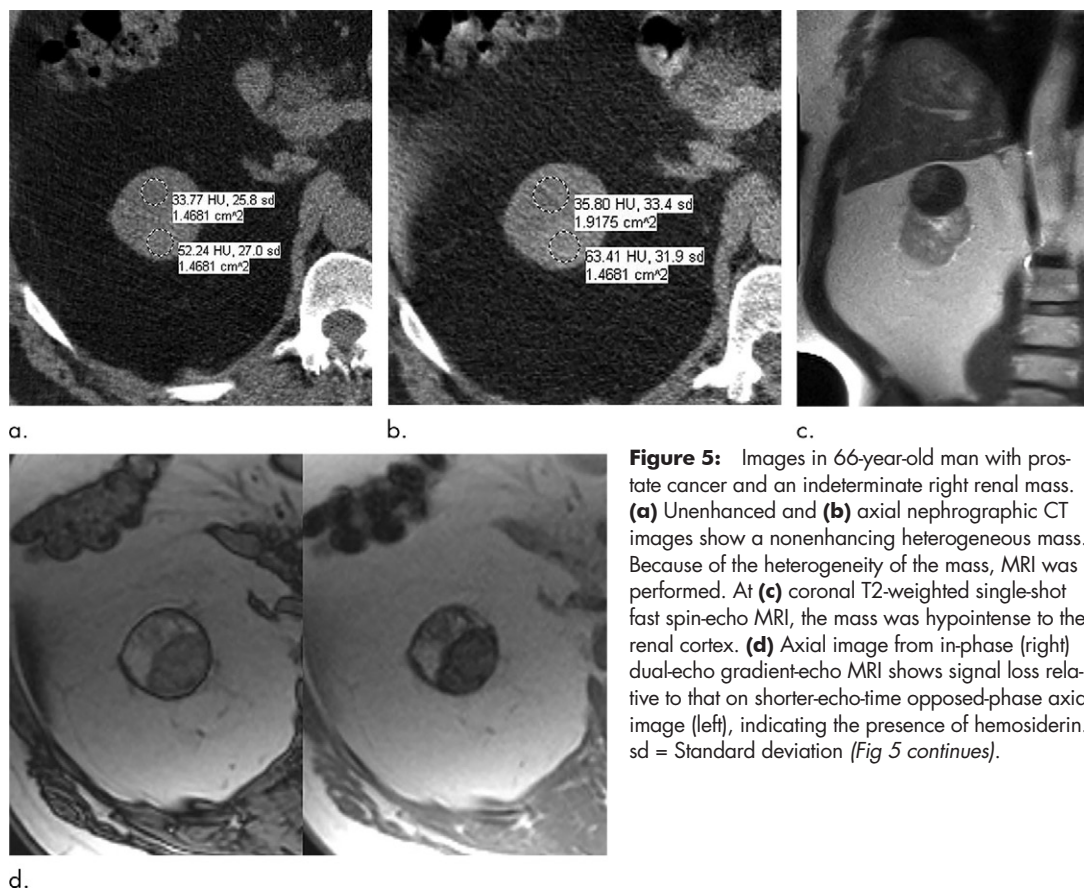 33.77 HU, 25.8 sd
1.4681 cm^2
52.24 HU, 27.0 sd
1.4681 cm^2
35.80 HU, 33.4 sd
1.9175 cm^2
63.41 HU, 31.9 sd
1.4681 cm^2
a.
b.
c.
Figure 5: Images in 66-year-old man with pros-
tate cancer and an indeterminate right renal mass.
(a) Unenhanced and (b) axial nephrographic CT
images show a nonenhancing heterogeneous mass.
Because of the heterogeneity of the mass, MRI was
performed. At (c) coronal T2-weighted single-shot
fast spin-echo MRI, the mass was hypointense to the
renal cortex. (d) Axial image from in-phase (right)
dual-echo gradient-echo MRI shows signal loss rela-
tive to that on shorter-echo-time opposed-phase axial
image (left), indicating the presence of hemosiderin.
sd = Standard deviation (Fig 5 continues).
d.